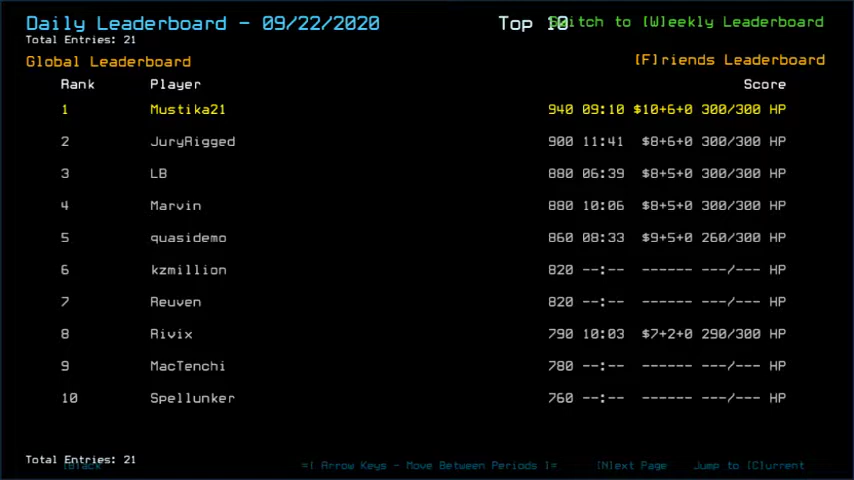 Daily Leaderboard - 09/22/2020 Top 10 Switch to [W]eekly Leaderboard
Total Entries: 21
Global Leaderboard [F]riends Leaderboard
Rank Player Score
1 Mustika21 940 09:10 $10+6+0 300/300 HP
2 JuryRigged 900 11:41 $8+6+0 300/300 HP
3 LB 880 06:39 $8+5+0 300/300 HP
4 Marvin 880 10:06 $8+5+0 300/300 HP
5 quasidemo 860 08:33 $9+5+0 260/300 HP
6 kzmillion 820 --:-- ------ ---/--- HP
7 Reuven 820 --:-- ------ ---/--- HP
8 Rivix 790 10:03 $7+2+0 290/300 HP
9 MacTenchi 780 --:-- ------ ---/--- HP
10 Spellunker 760 --:-- ------ ---/--- HP
Total Entries: 21
[B]ack =[ Arrow Keys - Move Between Periods ]= [N]ext Page Jump to [C]urrent